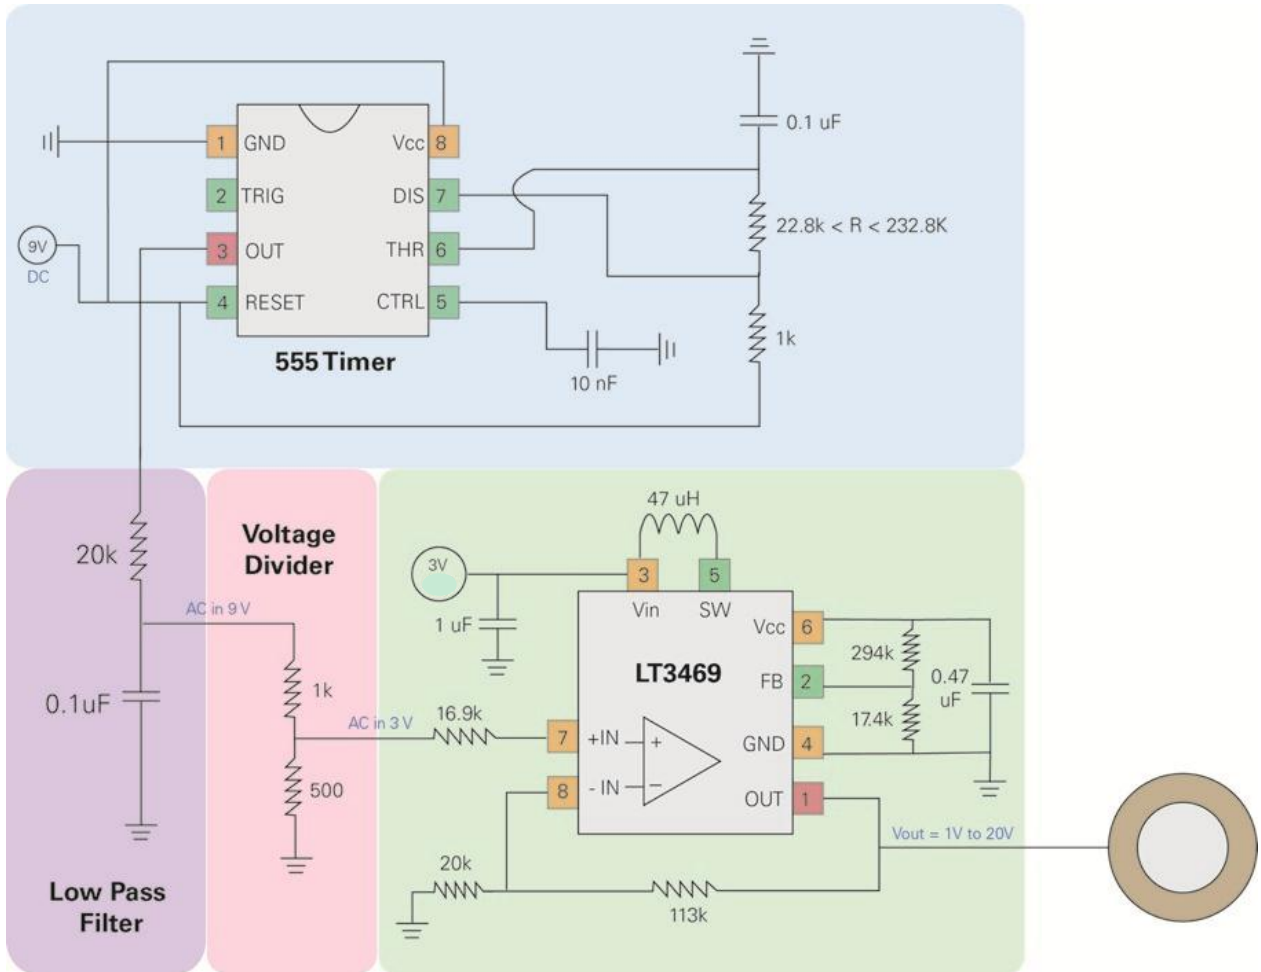 0.1 uF
1 GND
Vcc 8
2 TRIG
DIS 7
22.8k < R < 232.8K
9V
DC
3 OUT
THR 6
4 RESET
CTRL 5
1k
555 Timer
10 nF
20k
Voltage
Divider
47 uH
3V
3
5
Vin
SW
1 uF
Vcc 6
AC in 9 V
294k
LT3469
FB 2
0.47
uF
1k
0.1uF
AC in 3 V
16.9k
17.4k
7 +IN
+
GND 4
8 - IN
−
500
OUT 1
Vout = 1V to 20V
20k
113k
Low Pass
Filter